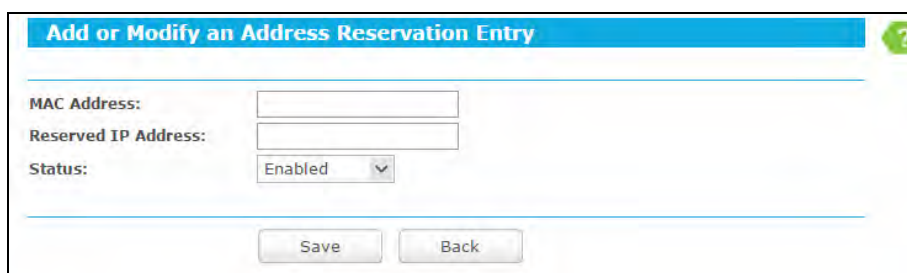 Add or Modify an Address Reservation Entry
?
MAC Address:
Reserved IP Address:
Status: Enabled
Save Back